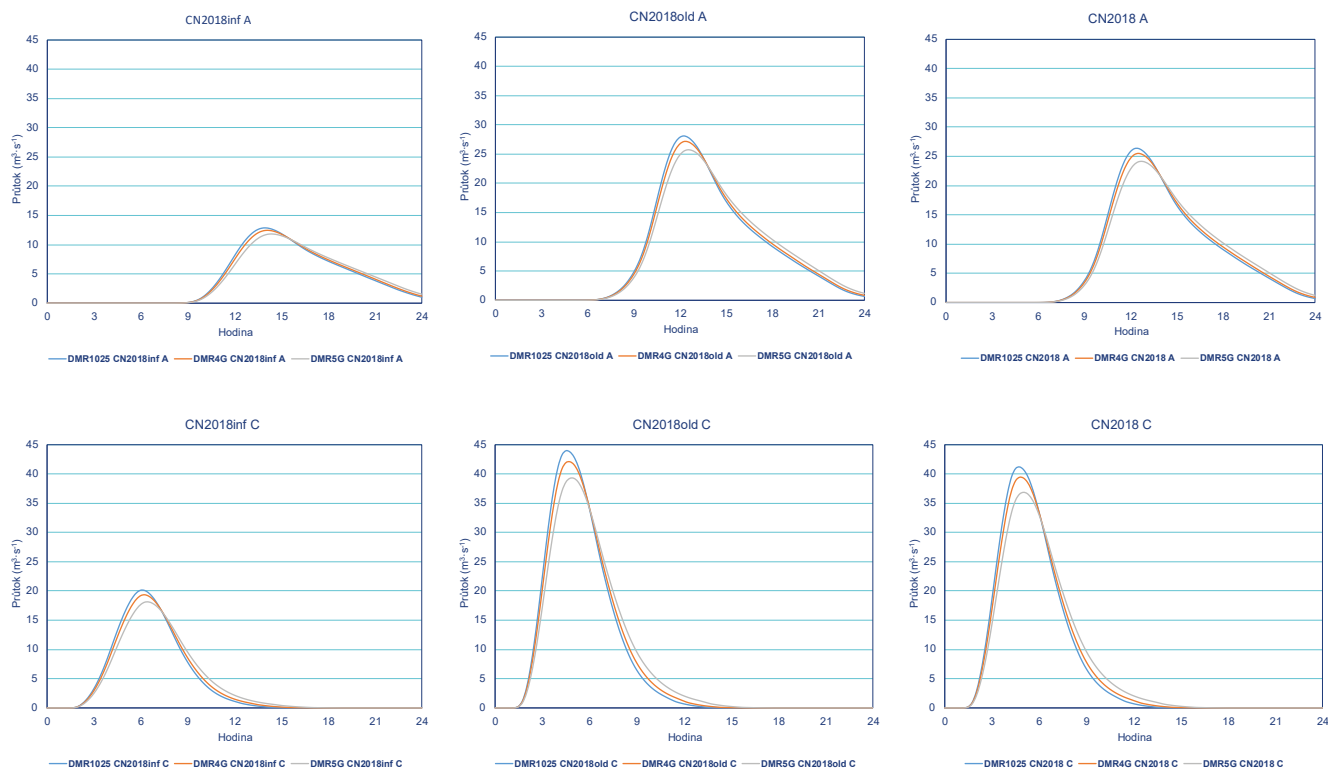 CN2018inf A
45
40
35
30
25
20
15
10
5
0
Průtok (m³·s⁻¹)
0 3 6 9 12 15 18 21 24
Hodina
DMR1025 CN2018inf A DMR4G CN2018inf A DMR5G CN2018inf A
CN2018old A
45
40
35
30
25
20
15
10
5
0
Průtok (m³·s⁻¹)
0 3 6 9 12 15 18 21 24
Hodina
DMR1025 CN2018old A DMR4G CN2018old A DMR5G CN2018old A
CN2018 A
45
40
35
30
25
20
15
10
5
0
Průtok (m³·s⁻¹)
0 3 6 9 12 15 18 21 24
Hodina
DMR1025 CN2018 A DMR4G CN2018 A DMR5G CN2018 A
CN2018inf C
45
40
35
30
25
20
15
10
5
0
Průtok (m³·s⁻¹)
0 3 6 9 12 15 18 21 24
Hodina
DMR1025 CN2018inf C DMR4G CN2018inf C DMR5G CN2018inf C
CN2018old C
45
40
35
30
25
20
15
10
5
0
Průtok (m³·s⁻¹)
0 3 6 9 12 15 18 21 24
Hodina
DMR1025 CN2018old C DMR4G CN2018old C DMR5G CN2018old C
CN2018 C
45
40
35
30
25
20
15
10
5
0
Průtok (m³·s⁻¹)
0 3 6 9 12 15 18 21 24
Hodina
DMR1025 CN2018 C DMR4G CN2018 C DMR5G CN2018 C